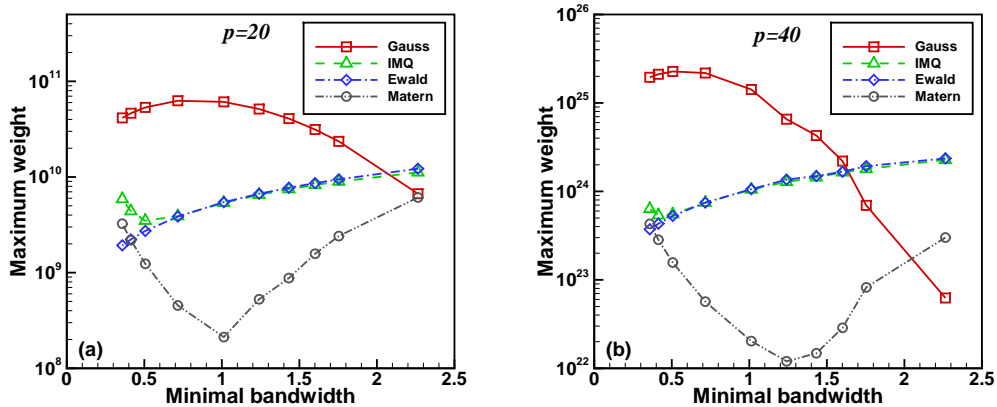 p=20
Gauss
IMQ
Ewald
Matern
10^11
10^10
10^9
10^8
Maximum weight
(a)
0 0.5 1 1.5 2 2.5
Minimal bandwidth
p=40
Gauss
IMQ
Ewald
Matern
10^26
10^25
10^24
10^23
10^22
Maximum weight
(b)
0 0.5 1 1.5 2 2.5
Minimal bandwidth